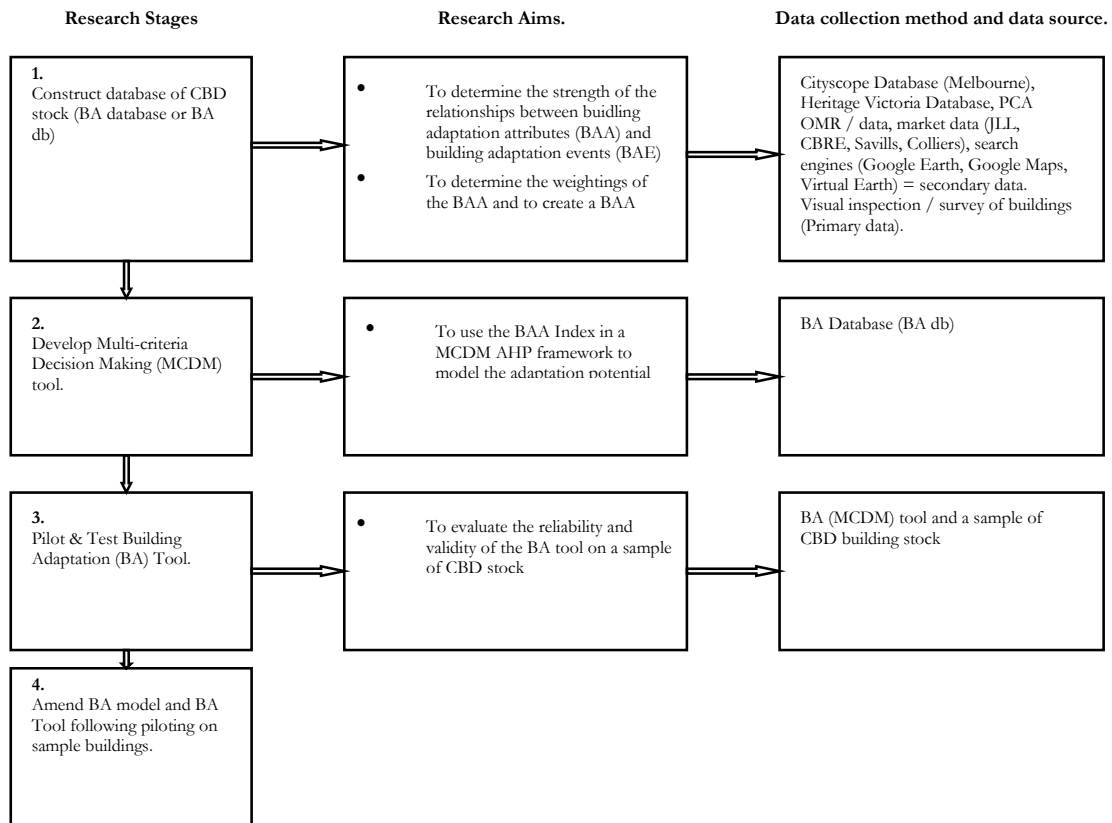 Research Stages
Research Aims.
Data collection method and data source.
1.
Construct database of CBD
stock (BA database or BA
db)
• To determine the strength of the
relationships between buidling
adaptation attributes (BAA) and
building adaptation events (BAE)
• To determine the weightings of
the BAA and to create a BAA
Cityscope Database (Melbourne),
Heritage Victoria Database, PCA
OMR / data, market data (JLL,
CBRE, Savills, Colliers), search
engines (Google Earth, Google Maps,
Virtual Earth) = secondary data.
Visual inspection / survey of buildings
(Primary data).
2.
Develop Multi-criteria
Decision Making (MCDM)
tool.
• To use the BAA Index in a
MCDM AHP framework to
model the adaptation potential
BA Database (BA db)
3.
Pilot & Test Building
Adaptation (BA) Tool.
• To evaluate the reliability and
validity of the BA tool on a sample
of CBD stock
BA (MCDM) tool and a sample of
CBD building stock
4.
Amend BA model and BA
Tool following piloting on
sample buildings.